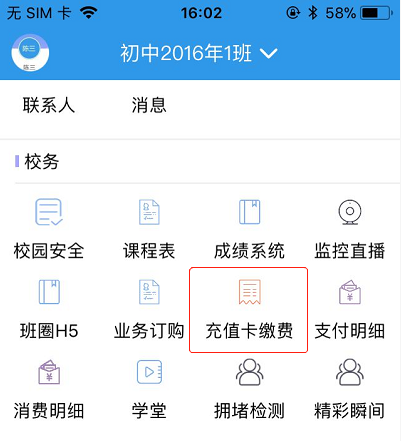 无 SIM 卡 16:02 58%
陈三
陈三
初中2016年1班
联系人 消息
校务
校园安全 课程表 成绩系统 监控直播
班圈H5 业务订购 充值卡缴费 支付明细
消费明细 学堂 拥堵检测 精彩瞬间